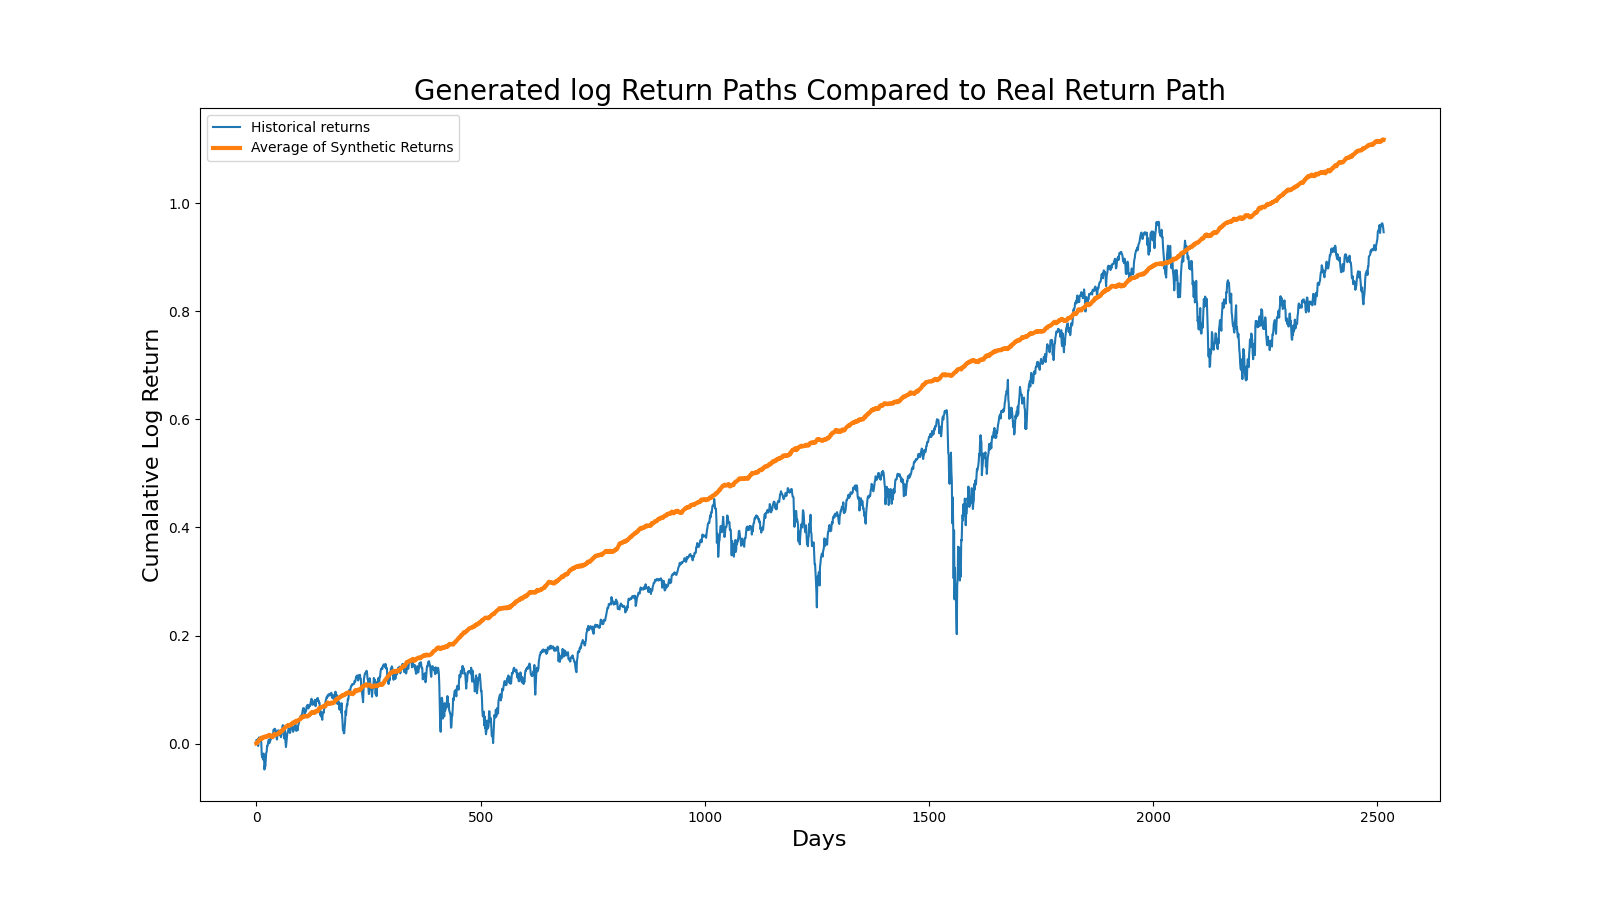 Generated log Return Paths Compared to Real Return Path
Historical returns
Average of Synthetic Returns
1.0
0.8
0.6
0.4
0.2
0.0
Cumalative Log Return
0 500 1000 1500 2000 2500
Days